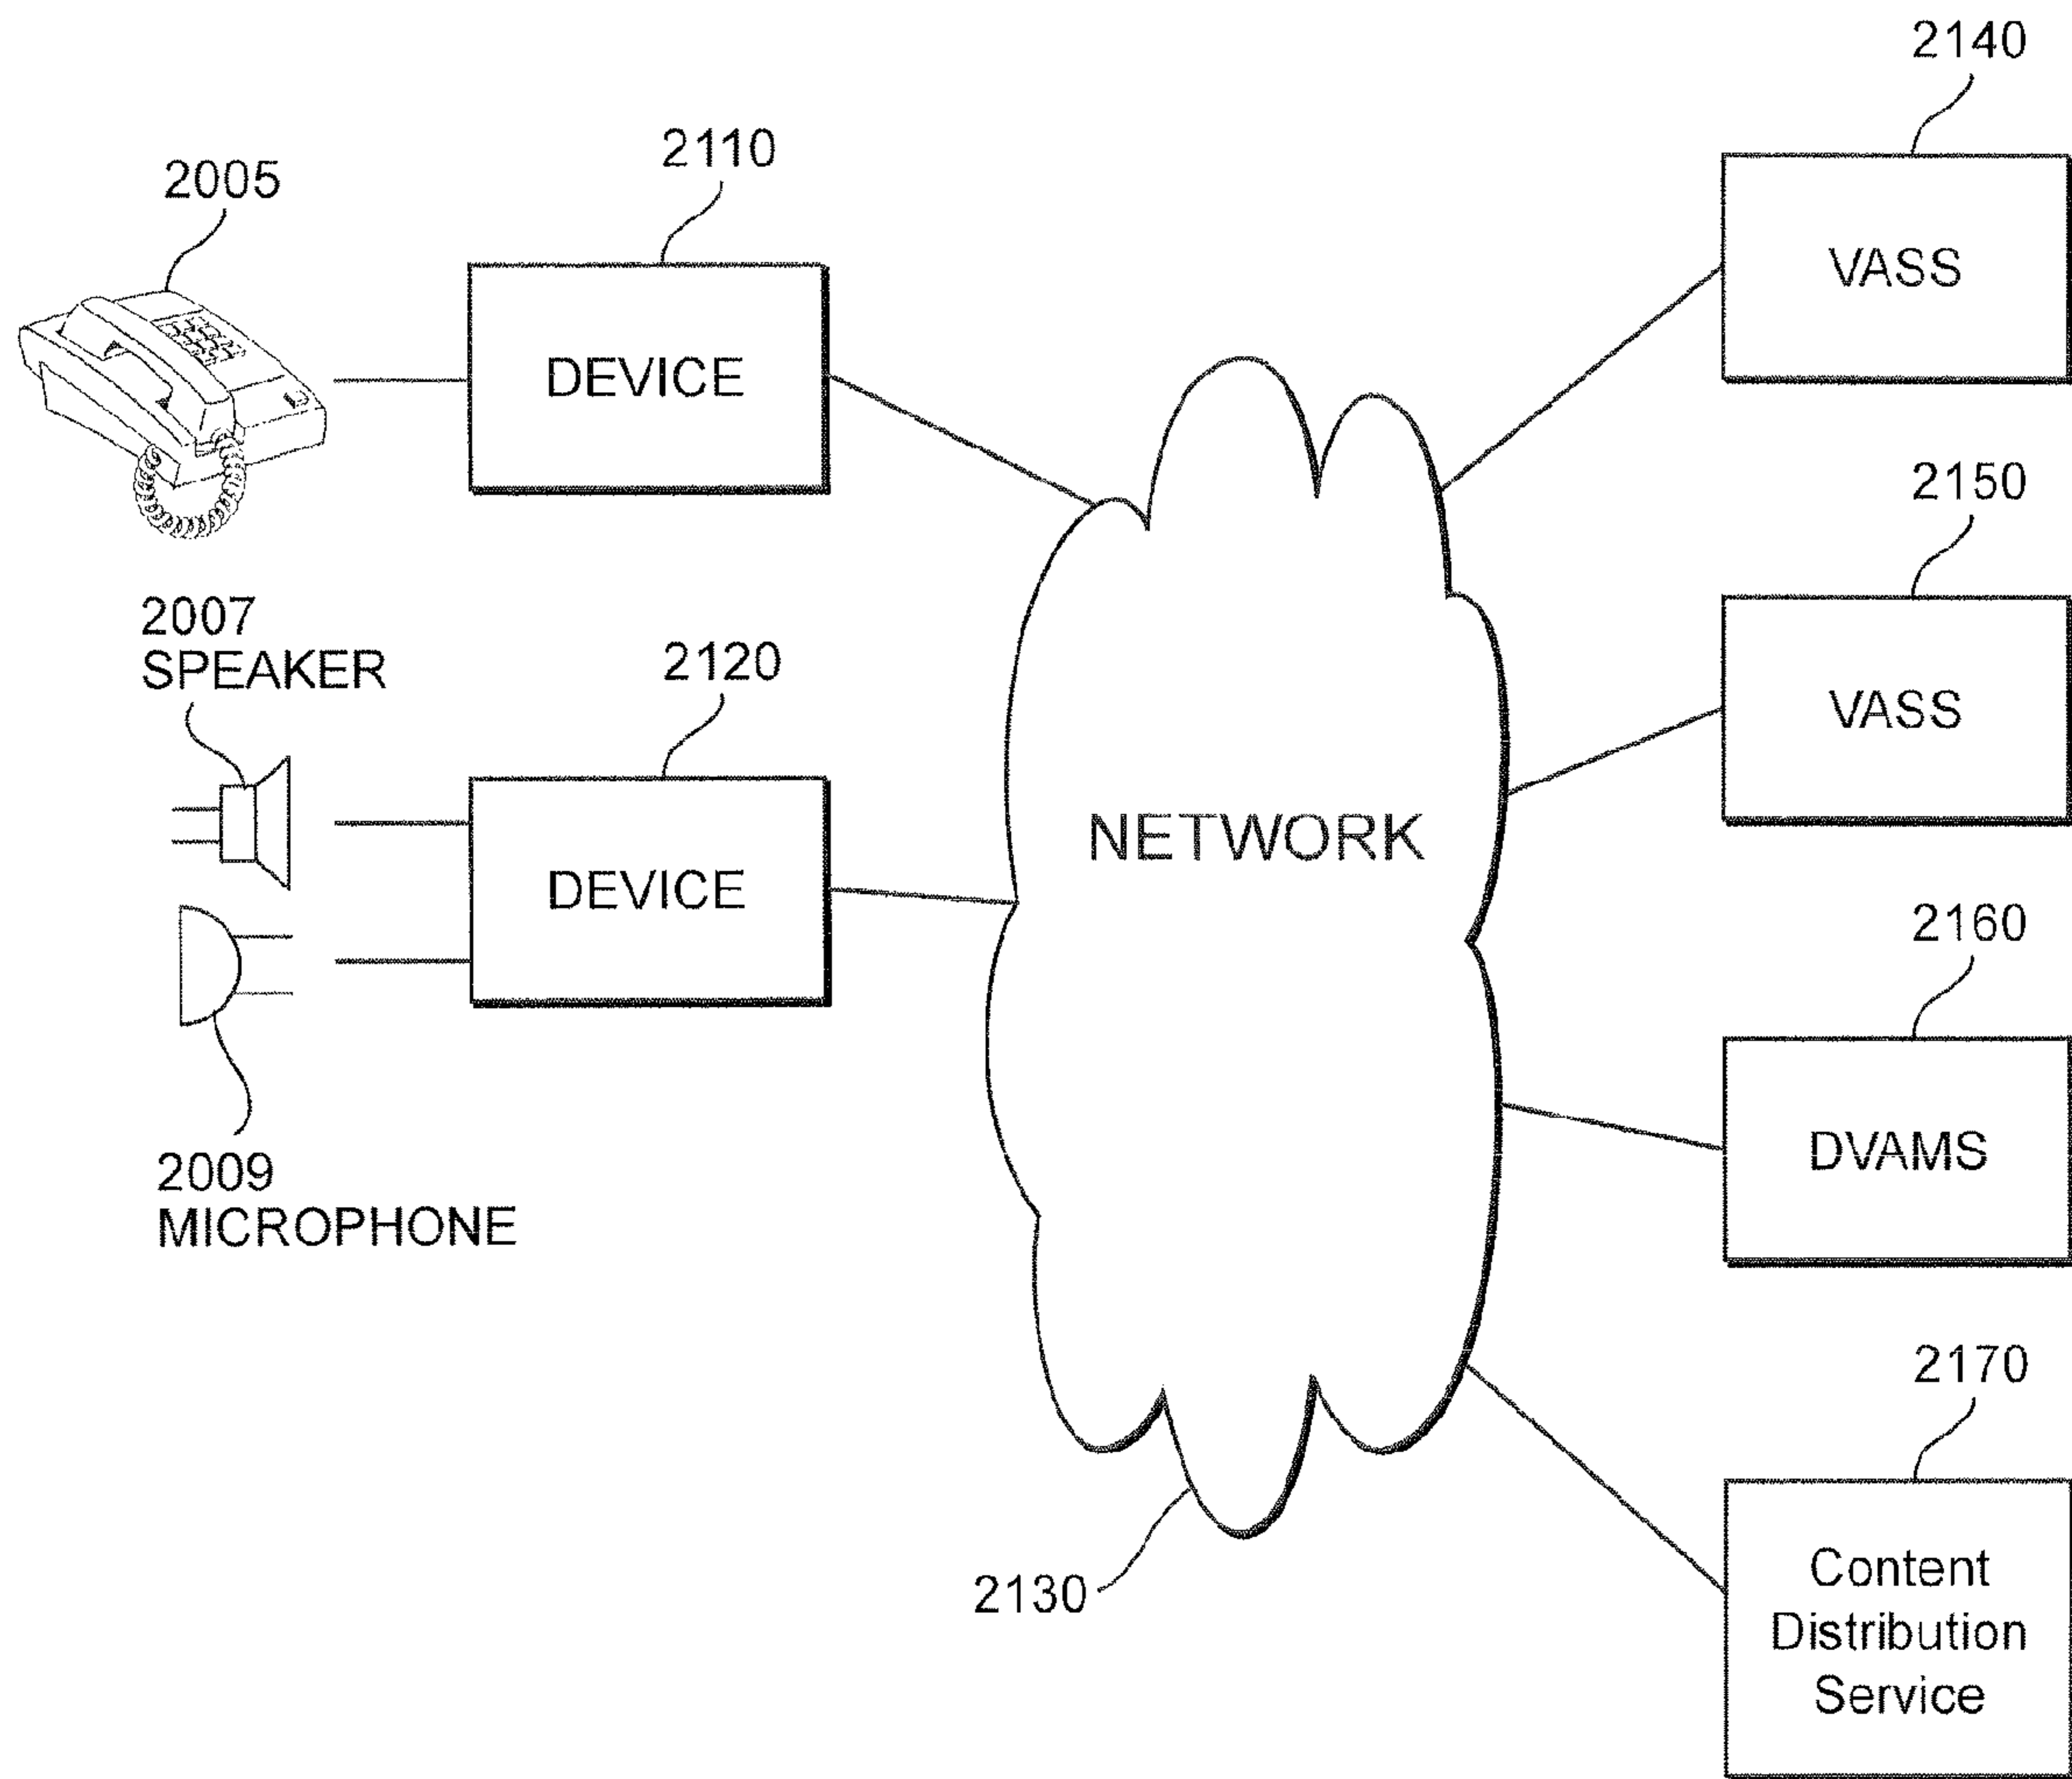 2140
2110
2005
VASS
DEVICE
2150
2007
SPEAKER
2120
VASS
NETWORK
DEVICE
2160
DVAMS
2009
MICROPHONE
2170
2130
Content
Distribution
Service